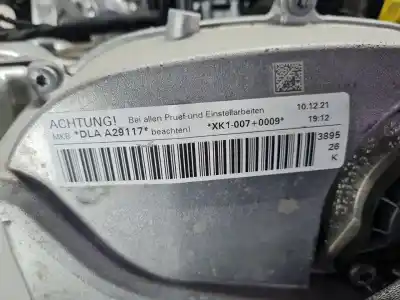 ACHTUNG! Bei allen Pruef-und Einstellarbeiten 10.12.21
MKB *DLA A29117* beachten! *XK1-007+0009* 19:12
3895
26
K